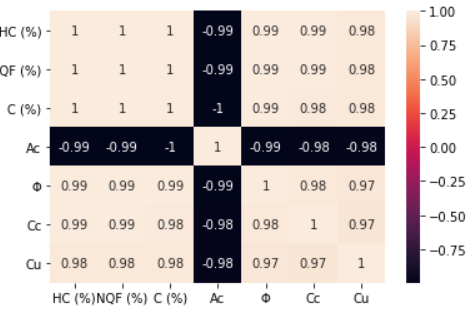 HC (%) 1 1 1 -0.99 0.99 0.99 0.98
QF (%) 1 1 1 -0.99 0.99 0.99 0.98
C (%) 1 1 1 -1 0.99 0.98 0.98
Ac -0.99 -0.99 -1 1 -0.99 -0.98 -0.98
Φ 0.99 0.99 0.99 -0.99 1 0.98 0.97
Cc 0.99 0.99 0.98 -0.98 0.98 1 0.97
Cu 0.98 0.98 0.98 -0.98 0.97 0.97 1
HC (%) NQF (%) C (%) Ac Φ Cc Cu
1.00
0.75
0.50
0.25
0.00
−0.25
−0.50
−0.75